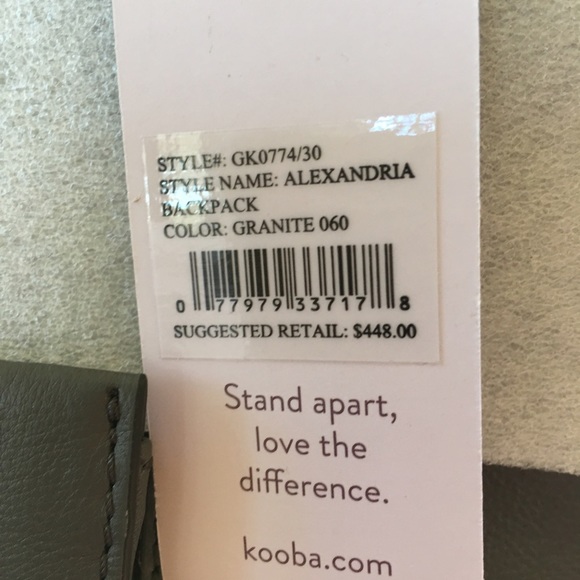 STYLE#: GK0774/30
STYLE NAME: ALEXANDRIA
BACKPACK
COLOR: GRANITE 060
0 77979 33717 8
SUGGESTED RETAIL: $448.00
Stand apart,
love the
difference.
kooba.com